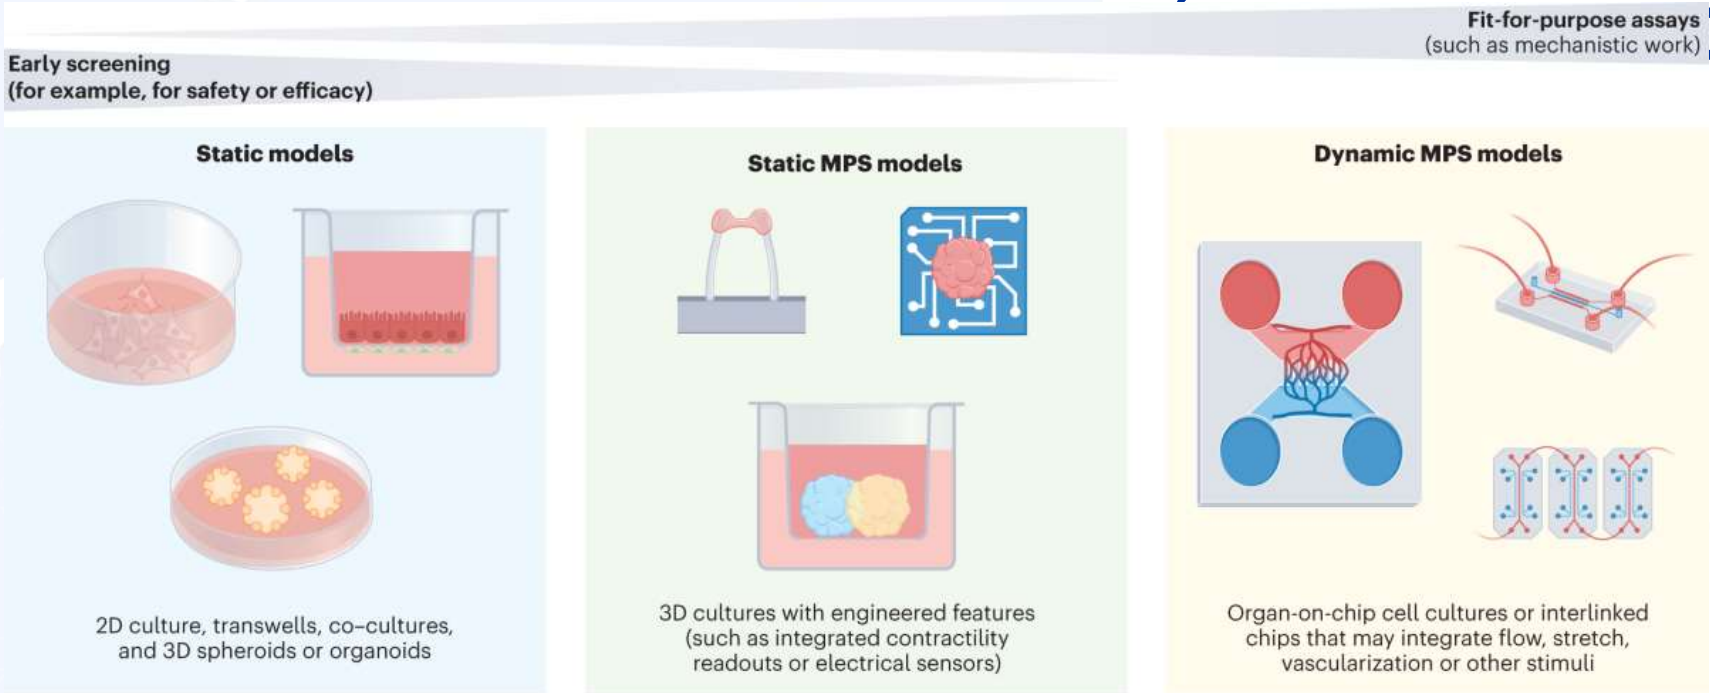 Fit-for-purpose assays
(such as mechanistic work)
Early screening
(for example, for safety or efficacy)
Static models
2D culture, transwells, co–cultures,
and 3D spheroids or organoids
Static MPS models
3D cultures with engineered features
(such as integrated contractility
readouts or electrical sensors)
Dynamic MPS models
Organ-on-chip cell cultures or interlinked
chips that may integrate flow, stretch,
vascularization or other stimuli